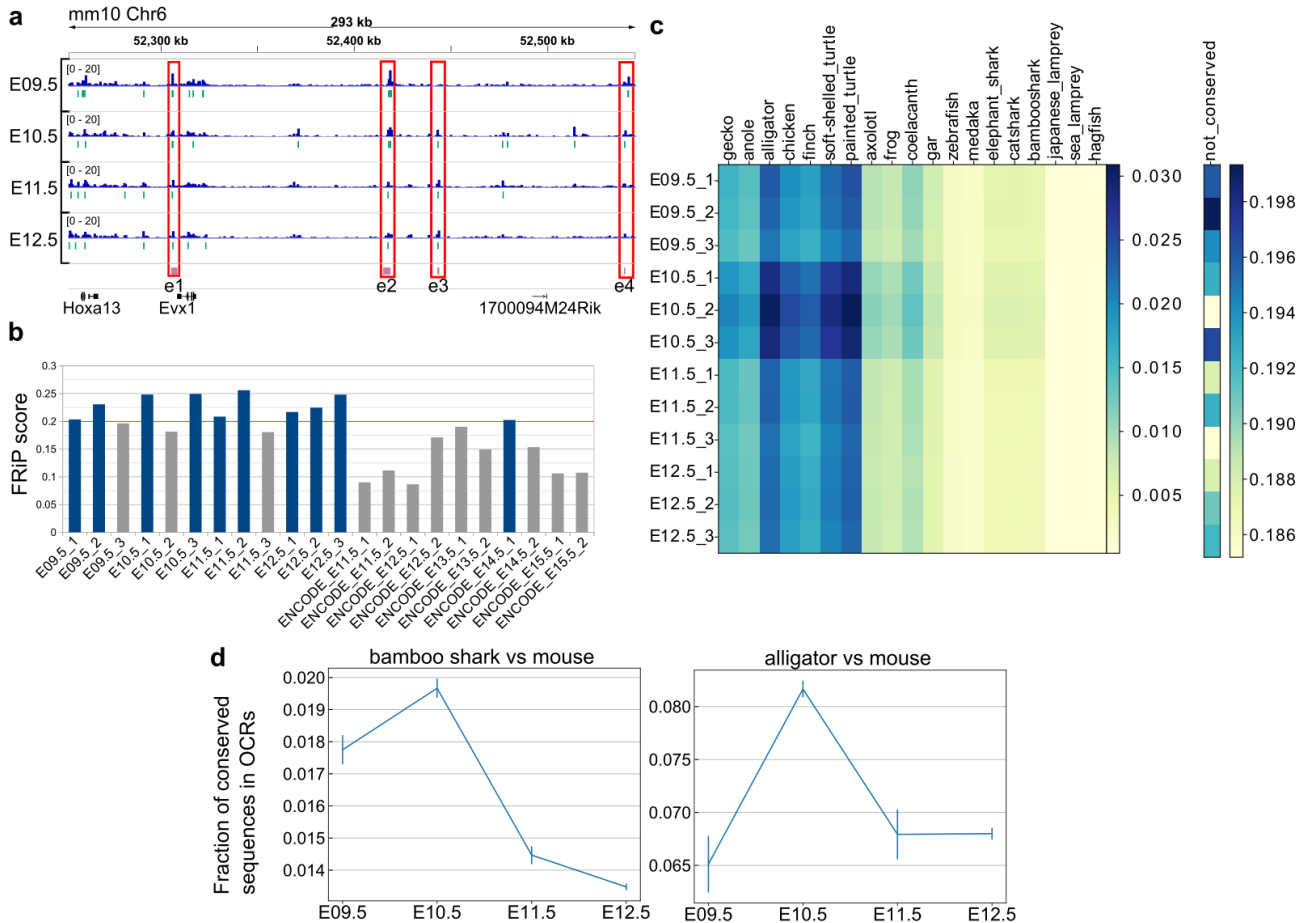 a
mm10 Chr6
293 kb
52,300 kb 52,400 kb 52,500 kb
E09.5 [0 - 20]
E10.5 [0 - 20]
E11.5 [0 - 20]
E12.5 [0 - 20]
e1 e2 e3 e4
Hoxa13 Evx1 1700094M24Rik
b
FRiP score
0.3
0.25
0.2
0.15
0.1
0.05
0
E09.5_1
E09.5_2
E09.5_3
E10.5_1
E10.5_2
E10.5_3
E11.5_1
E11.5_2
E11.5_3
E12.5_1
E12.5_2
E12.5_3
ENCODE_E11.5_1
ENCODE_E11.5_2
ENCODE_E12.5_1
ENCODE_E12.5_2
ENCODE_E13.5_1
ENCODE_E13.5_2
ENCODE_E14.5_1
ENCODE_E14.5_2
ENCODE_E15.5_1
ENCODE_E15.5_2
c
gecko
anole
alligator
chicken
finch
soft-shelled_turtle
painted_turtle
axolotl
frog
coelacanth
gar
zebrafish
medaka
elephant_shark
catshark
bambooshark
japanese_lamprey
sea_lamprey
hagfish
not_conserved
E09.5_1
E09.5_2
E09.5_3
E10.5_1
E10.5_2
E10.5_3
E11.5_1
E11.5_2
E11.5_3
E12.5_1
E12.5_2
E12.5_3
0.030
0.025
0.020
0.015
0.010
0.005
0.198
0.196
0.194
0.192
0.190
0.188
0.186
d
Fraction of conserved
sequences in OCRs
bamboo shark vs mouse
0.020
0.019
0.018
0.017
0.016
0.015
0.014
E09.5 E10.5 E11.5 E12.5
alligator vs mouse
0.080
0.075
0.070
0.065
E09.5 E10.5 E11.5 E12.5